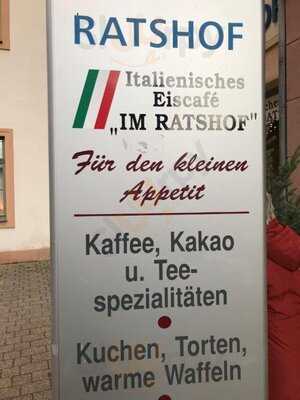 RATSHOF
Italienisches
Eiscafé
"IM RATSHOF"
Für den kleinen
Appetit
Kaffee, Kakao
u. Tee-
spezialitäten
Kuchen, Torten,
warme Waffeln